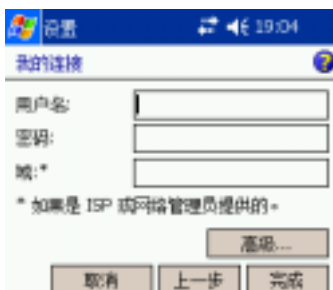 设置 19:04
我的连接
用户名:
密码:
域:*
* 如果是 ISP 或网络管理员提供的。
高级...
取消 上一步 完成